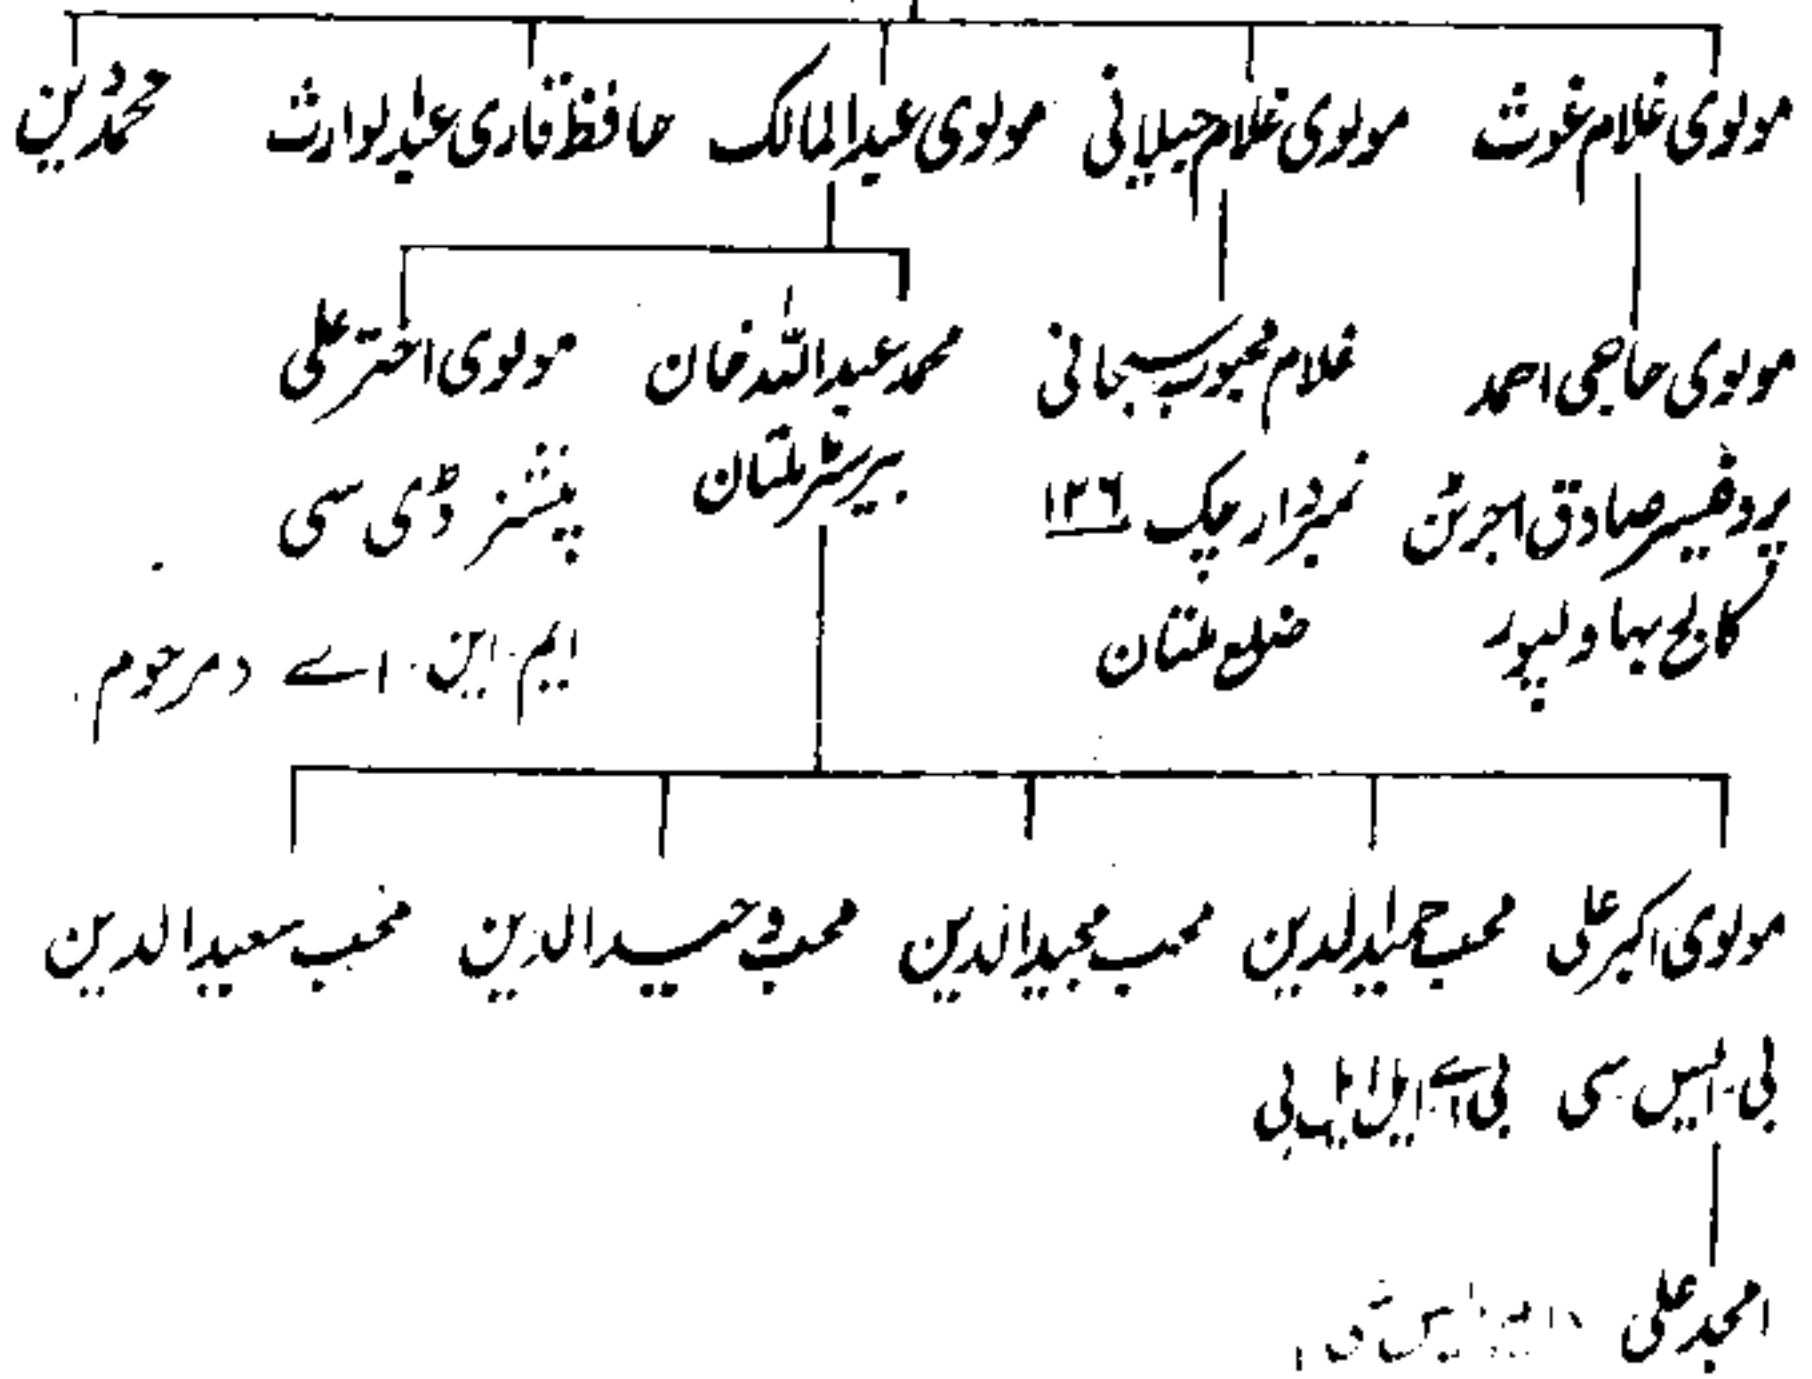 مولوی غلام غوث مولوی غلام جیلانی مولوی عبدالمالک حافظ قاری عبدالوارث محمد دین
مولوی حاجی احمد غلام محبوب سبحانی محمد عبداللہ خان مولوی اختر علی
پروفیسر صادق ایجرٹن نمبردار چک ۱۳۶ بیرسٹر ملتان پنشنر ڈی سی
کالج بہاولپور ضلع ملتان ایم۔این۔اے (مرحوم)
مولوی اکبر علی محب حمید الدین محب مجید الدین محب وحید الدین محب سعید الدین
بی۔ایس سی بی اے ایل ایل بی
امجد علی